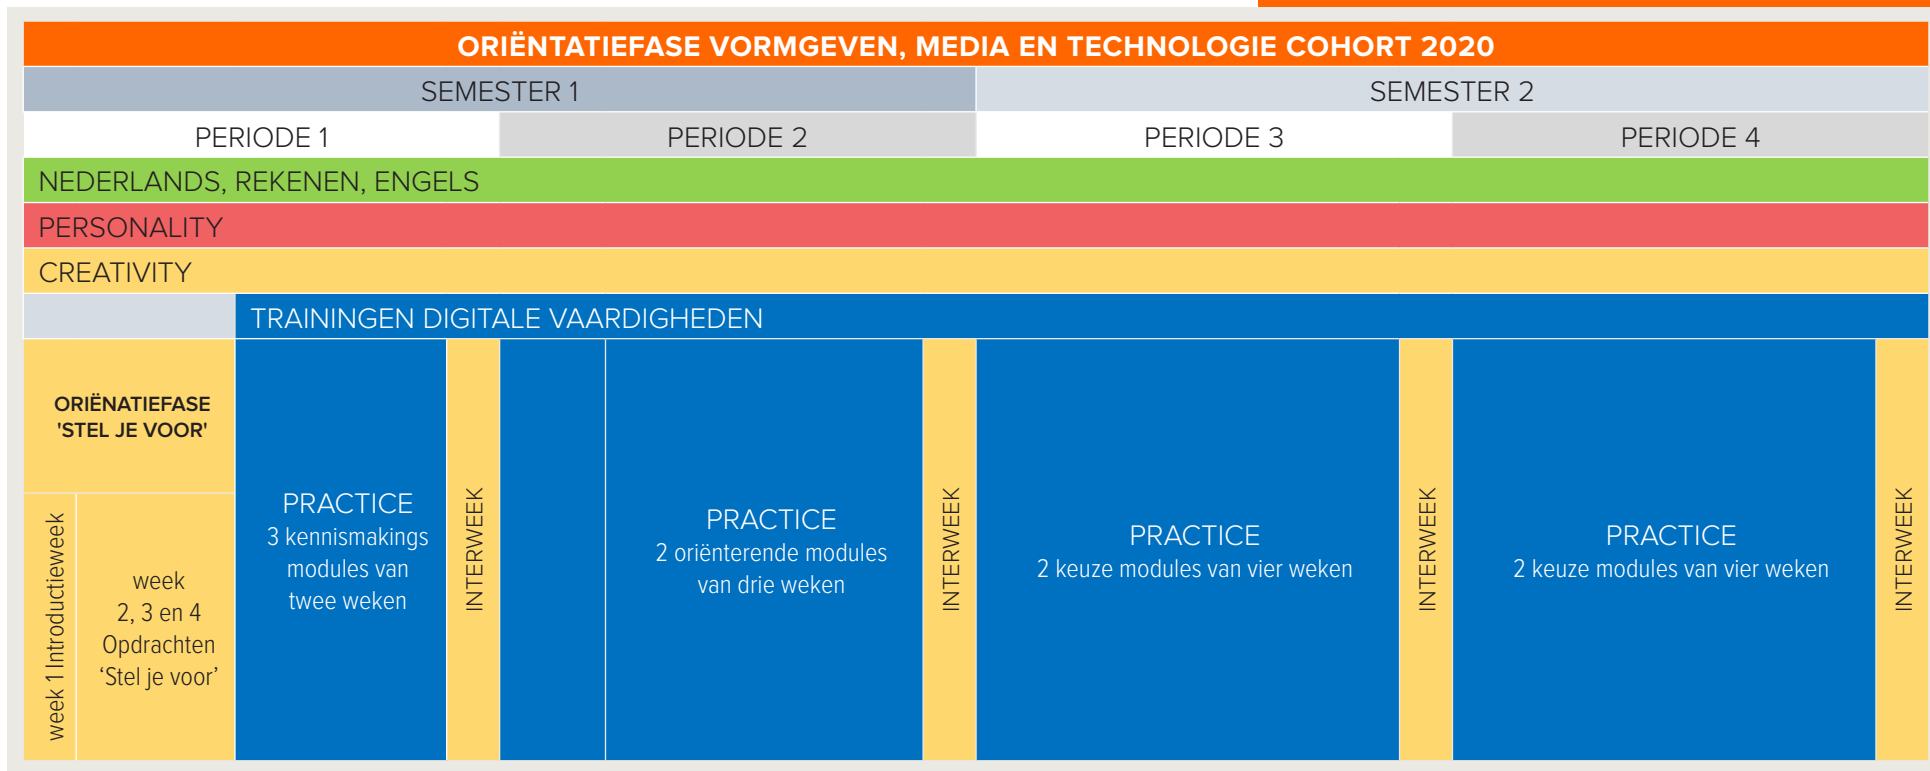 ORIËNTATIEFASE VORMGEVEN, MEDIA EN TECHNOLOGIE COHORT 2020
SEMESTER 1
SEMESTER 2
PERIODE 1
PERIODE 2
PERIODE 3
PERIODE 4
NEDERLANDS, REKENEN, ENGELS
PERSONALITY
CREATIVITY
TRAININGEN DIGITALE VAARDIGHEDEN
ORIËNATIEFASE
'STEL JE VOOR'
week 1 Introductieweek
week
2, 3 en 4
Opdrachten
‘Stel je voor’
PRACTICE
3 kennismakings
modules van
twee weken
INTERWEEK
PRACTICE
2 oriënterende modules
van drie weken
INTERWEEK
PRACTICE
2 keuze modules van vier weken
INTERWEEK
PRACTICE
2 keuze modules van vier weken
INTERWEEK